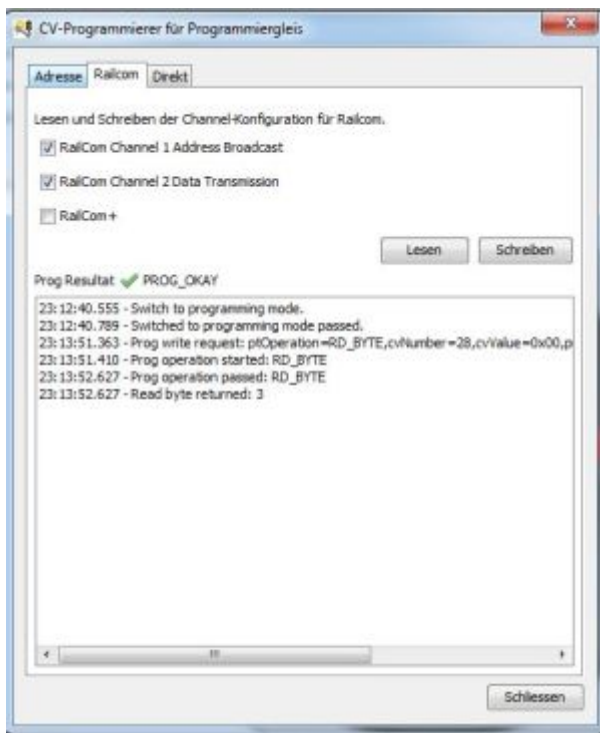 CV-Programmierer für Programmiergleis
Adresse Railcom Direkt
Lesen und Schreiben der Channel-Konfiguration für Railcom.
RailCom Channel 1 Address Broadcast
RailCom Channel 2 Data Transmission
RailCom+
Lesen Schreiben
Prog Resultat PROG_OKAY
23:12:40.555 - Switch to programming mode.
23:12:40.789 - Switched to programming mode passed.
23:13:51.363 - Prog write request: ptOperation=RD_BYTE,cvNumber=28,cvValue=0x00,p
23:13:51.410 - Prog operation started: RD_BYTE
23:13:52.627 - Prog operation passed: RD_BYTE
23:13:52.627 - Read byte returned: 3
Schliessen